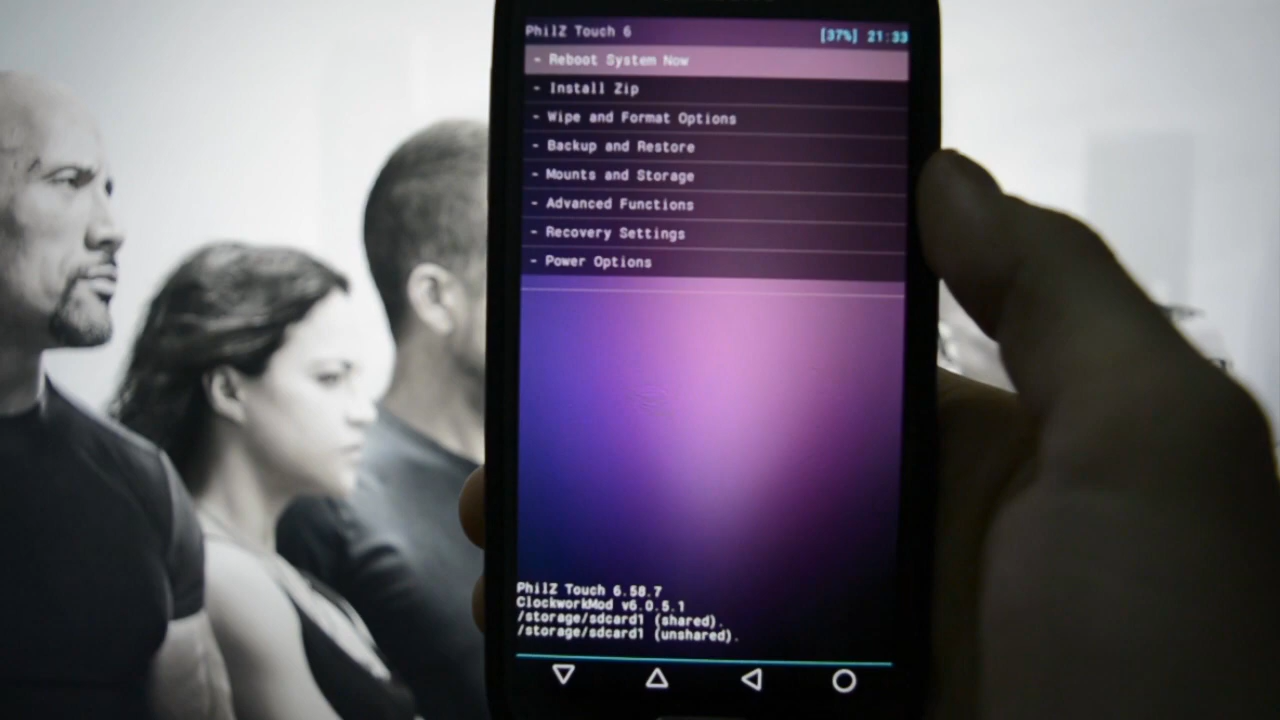 PhilZ Touch 6
[37%] 21:33
- Reboot System Now
- Install Zip
- Wipe and Format Options
- Backup and Restore
- Mounts and Storage
- Advanced Functions
- Recovery Settings
- Power Options
PhilZ Touch 6.58.7
ClockworkMod v6.0.5.1
/storage/sdcard1 (shared).
/storage/sdcard1 (unshared).